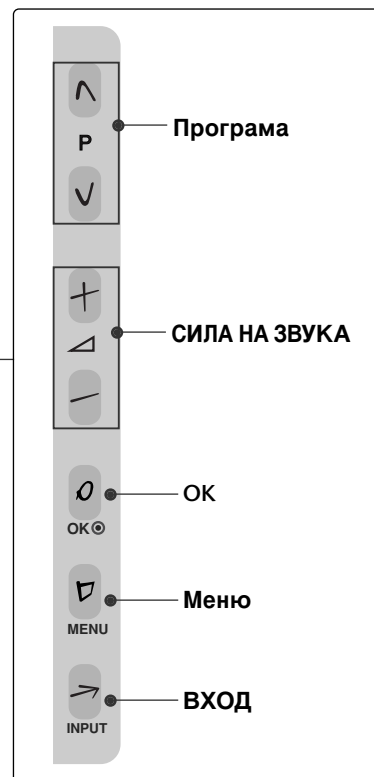 P
Програма
СИЛА НА ЗВУКА
OK
OK
MENU
Меню
INPUT
ВХОД